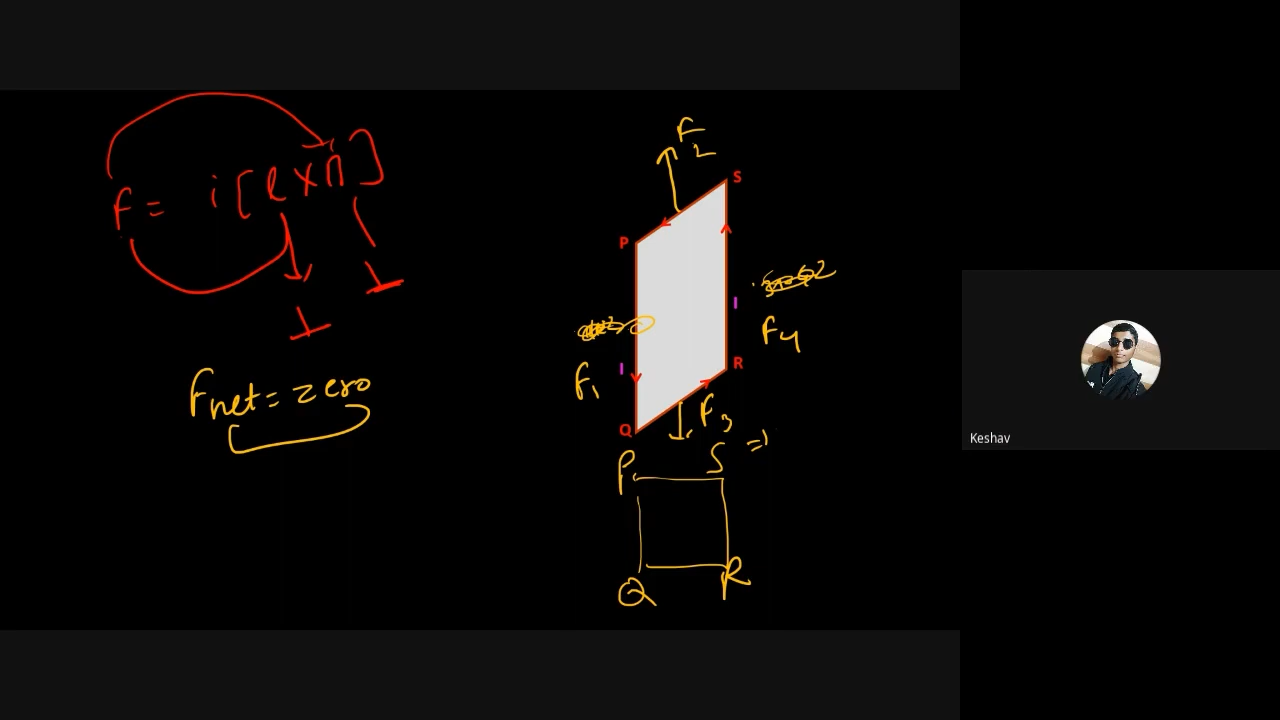 F = i[l×B]
⊥
⊥
Fnet = zero
F2
S
P
I
F4
F1
I
R
F3
Q
P
S
=)
Q
R
Keshav